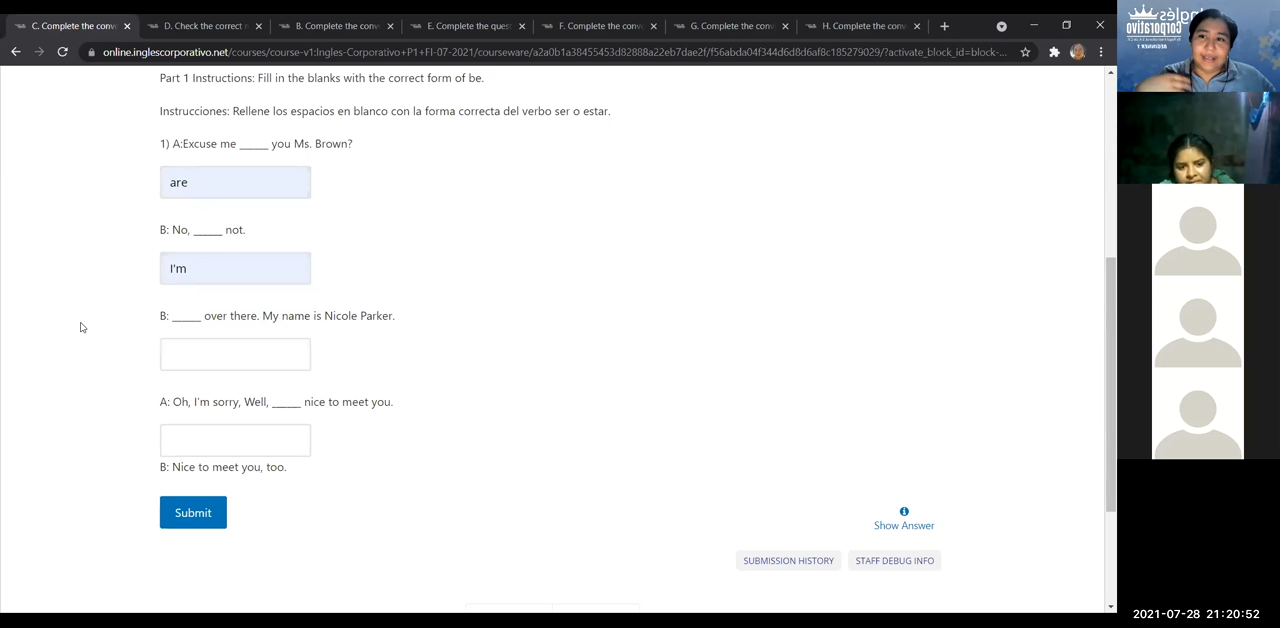 C. Complete the conv
D. Check the correct
B. Complete the conv
E. Complete the ques
F. Complete the conv
G. Complete the conv
H. Complete the conv
online.inglescorporativo.net/courses/course-v1:Ingles-Corporativo+P1+FI-07-2021/courseware/a2a0b1a38455453d82888a22eb7dae2f/f56abda04f344d6d8d6af8c185279029/?activate_block_id=block-...
Part 1 Instructions: Fill in the blanks with the correct form of be.
Instrucciones: Rellene los espacios en blanco con la forma correcta del verbo ser o estar.
1) A:Excuse me _____ you Ms. Brown?
are
B: No, _____ not.
I'm
B: _____ over there. My name is Nicole Parker.
A: Oh, I'm sorry, Well, _____ nice to meet you.
B: Nice to meet you, too.
Submit
Show Answer
SUBMISSION HISTORY
STAFF DEBUG INFO
2021-07-28 21:20:52